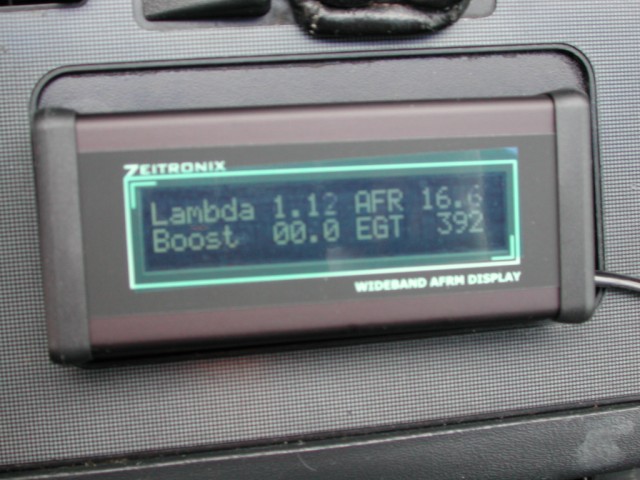 ZEITRONIX
Lambda 1.12 AFR 16.6
Boost 00.0 EGT 392
WIDEBAND AFRM DISPLAY